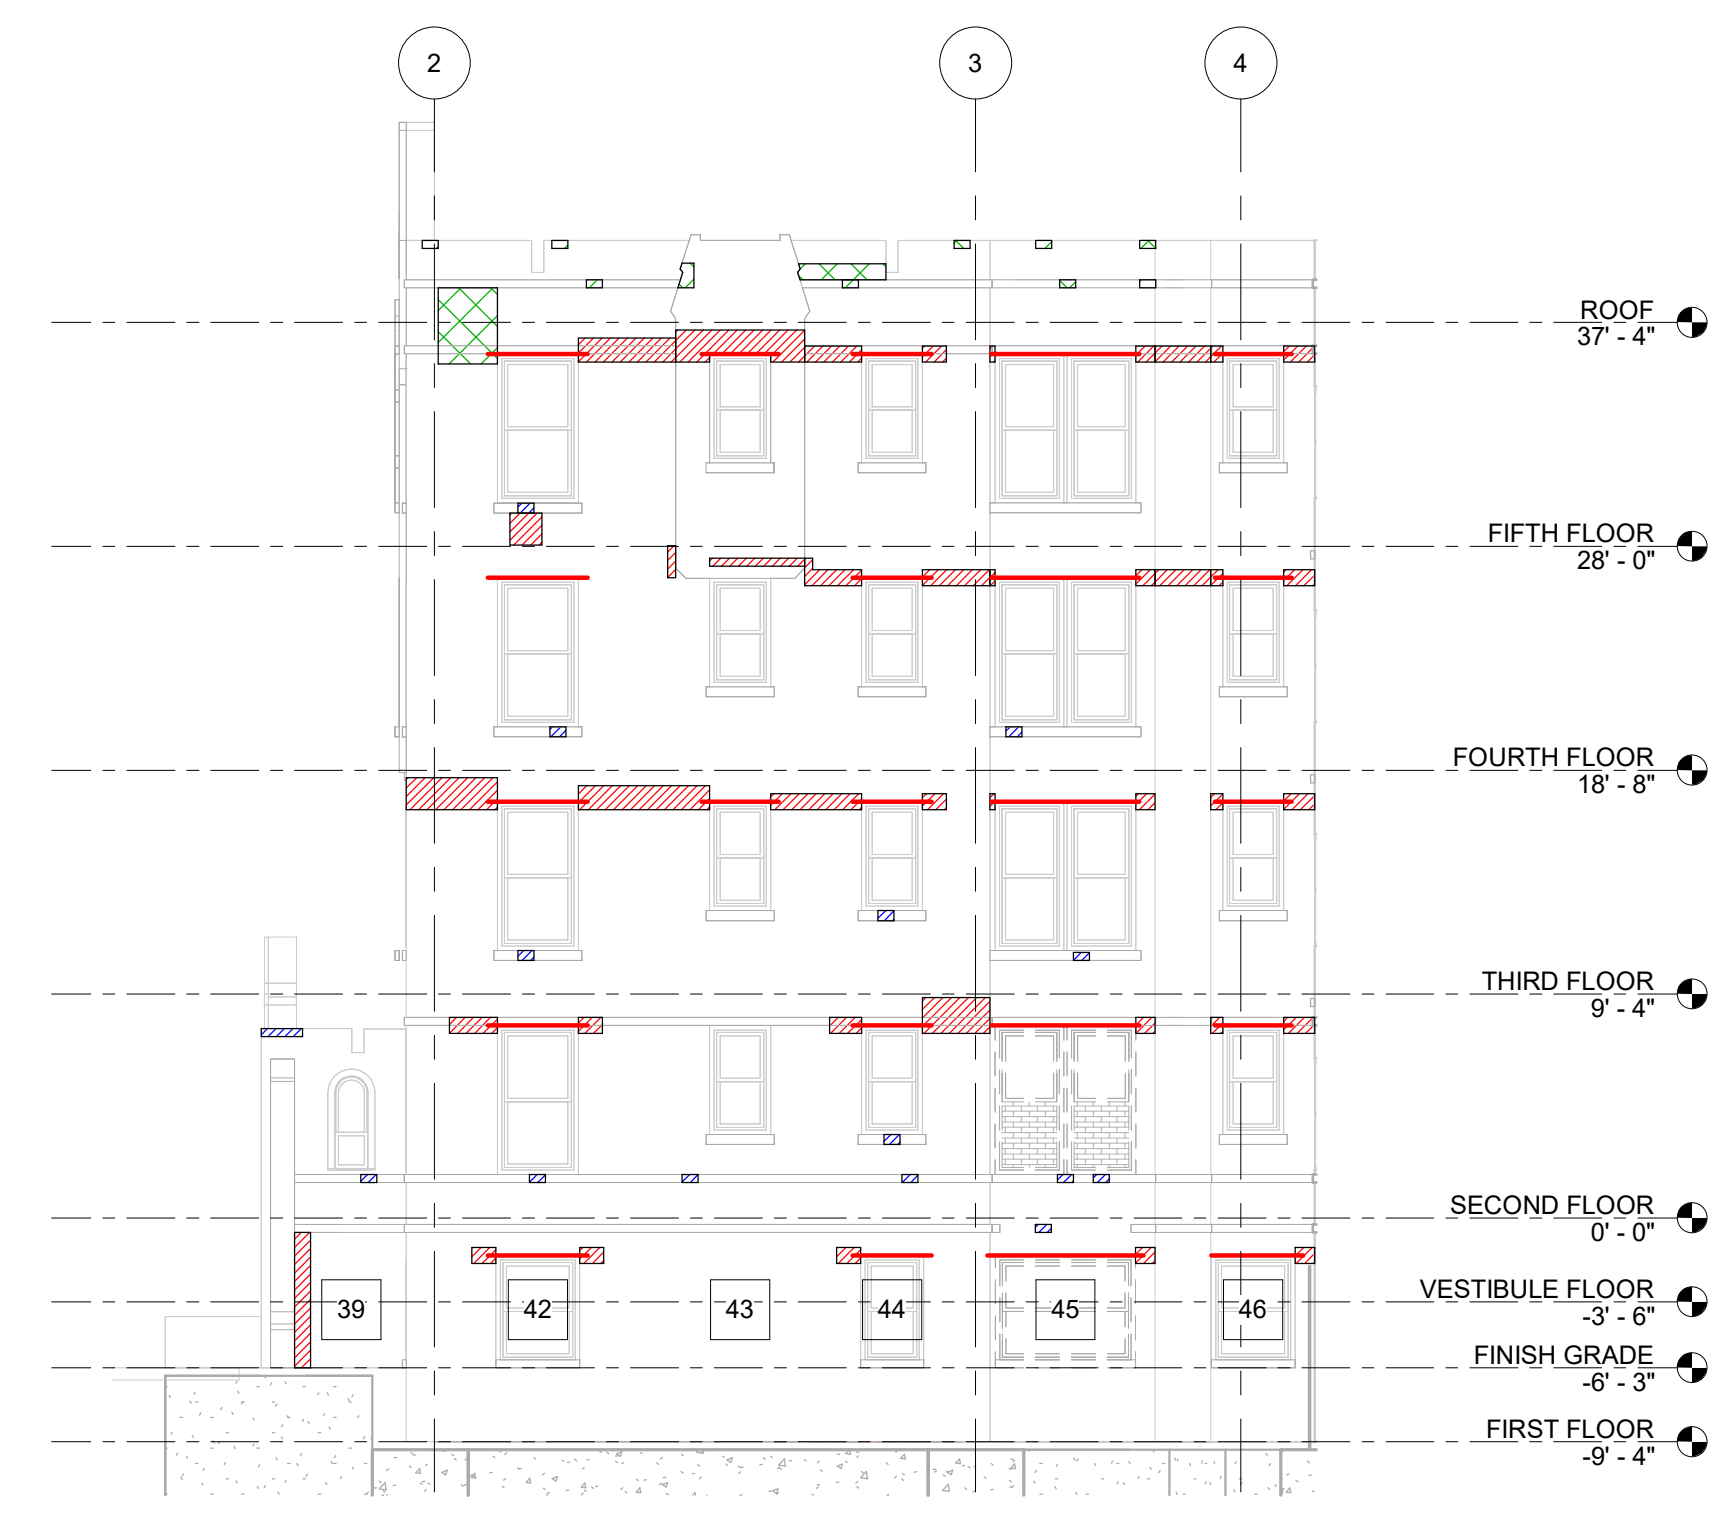 2
3
4
ROOF
37' - 4"
FIFTH FLOOR
28' - 0"
FOURTH FLOOR
18' - 8"
THIRD FLOOR
9' - 4"
SECOND FLOOR
0' - 0"
39
42
43
44
45
46
VESTIBULE FLOOR
-3' - 6"
FINISH GRADE
-6' - 3"
FIRST FLOOR
-9' - 4"